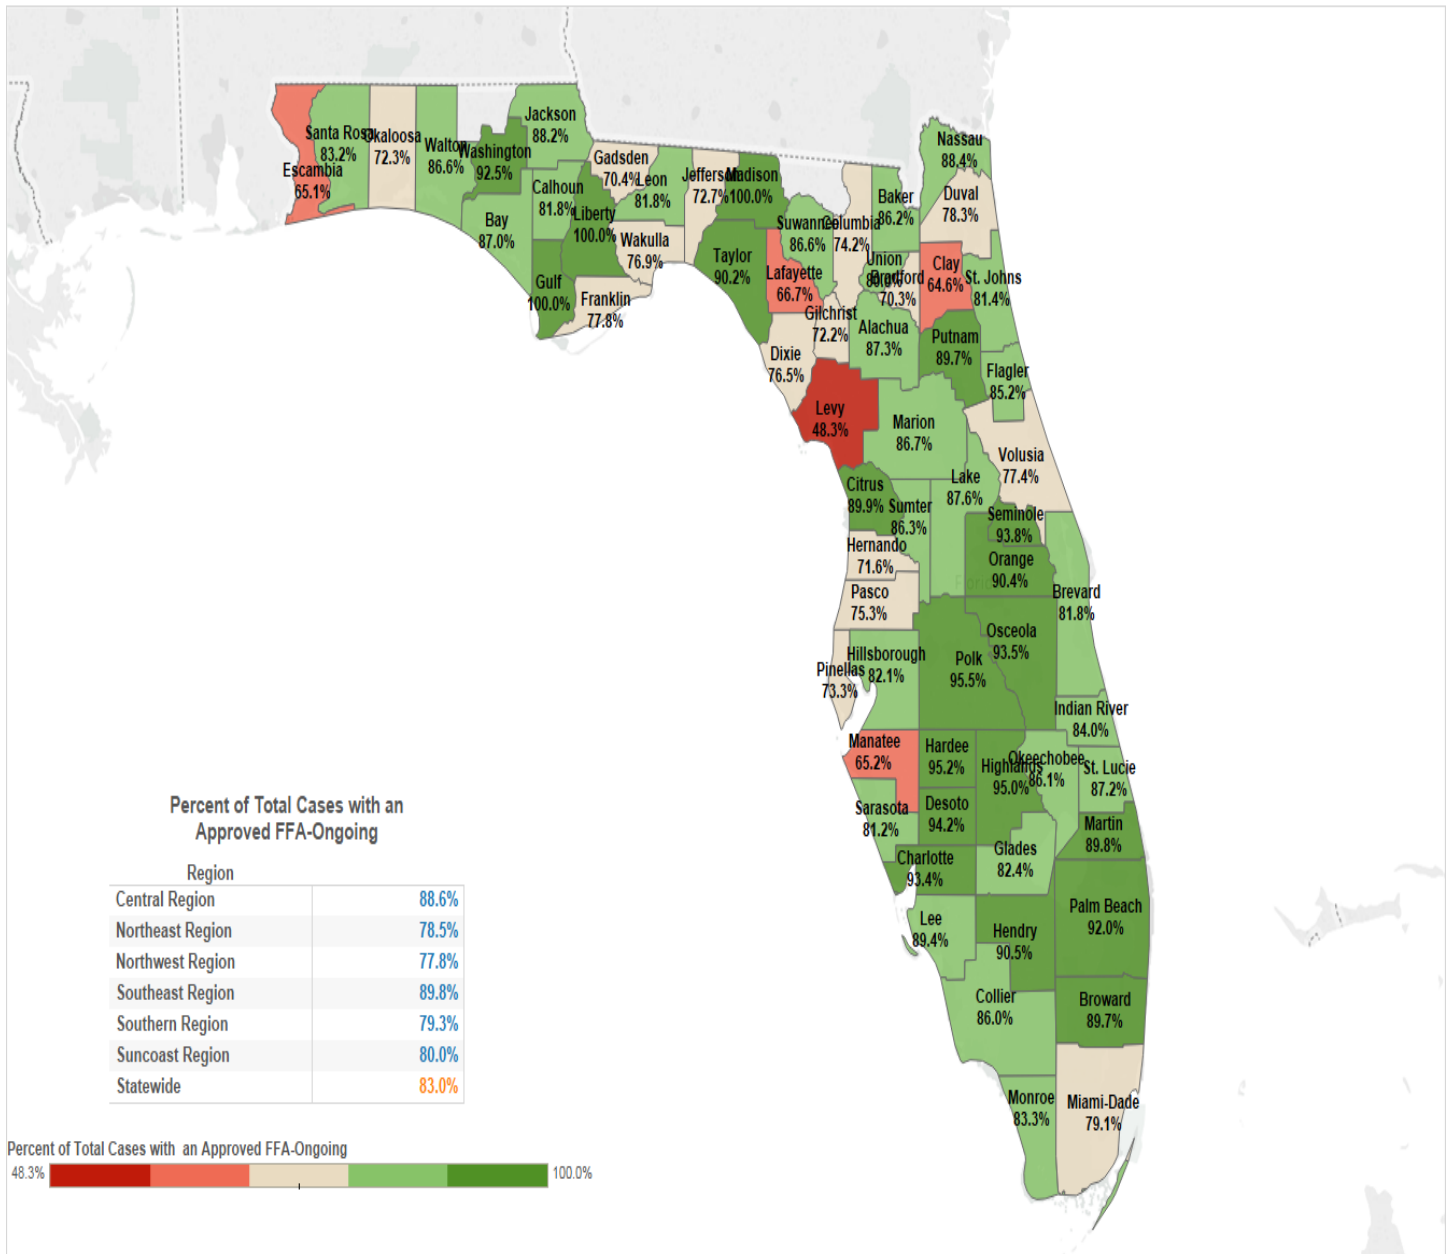 Jackson
88.2%
Santa Rosa
83.2%
Okaloosa
72.3%
Walton
86.6%
Washington
92.5%
Escambia
65.1%
Gadsden
70.4%
Leon
81.8%
Jefferson
72.7%
Madison
100.0%
Nassau
88.4%
Duval
78.3%
Baker
86.2%
Calhoun
81.8%
Liberty
100.0%
Bay
87.0%
Wakulla
76.9%
Suwannee
86.6%
Columbia
74.2%
Taylor
90.2%
Lafayette
66.7%
Union
Bradford
70.3%
Clay
64.6%
St. Johns
81.4%
Gulf
100.0%
Franklin
77.8%
Gilchrist
72.2%
Alachua
87.3%
Putnam
89.7%
Dixie
76.5%
Flagler
85.2%
Levy
48.3%
Marion
86.7%
Volusia
77.4%
Citrus
89.9%
Sumter
86.3%
Lake
87.6%
Seminole
93.8%
Hernando
71.6%
Orange
90.4%
Pasco
75.3%
Brevard
81.8%
Osceola
93.5%
Hillsborough
82.1%
Polk
95.5%
Pinellas
73.3%
Indian River
84.0%
Manatee
65.2%
Hardee
95.2%
Highlands
95.0%
Okeechobee
86.1%
St. Lucie
87.2%
Sarasota
81.2%
Desoto
94.2%
Martin
89.8%
Glades
82.4%
Charlotte
93.4%
Palm Beach
92.0%
Lee
89.4%
Hendry
90.5%
Collier
86.0%
Broward
89.7%
Monroe
83.3%
Miami-Dade
79.1%
Percent of Total Cases with an
Approved FFA-Ongoing
Region
Central Region 88.6%
Northeast Region 78.5%
Northwest Region 77.8%
Southeast Region 89.8%
Southern Region 79.3%
Suncoast Region 80.0%
Statewide 83.0%
Percent of Total Cases with  an Approved FFA-Ongoing
48.3% 100.0%